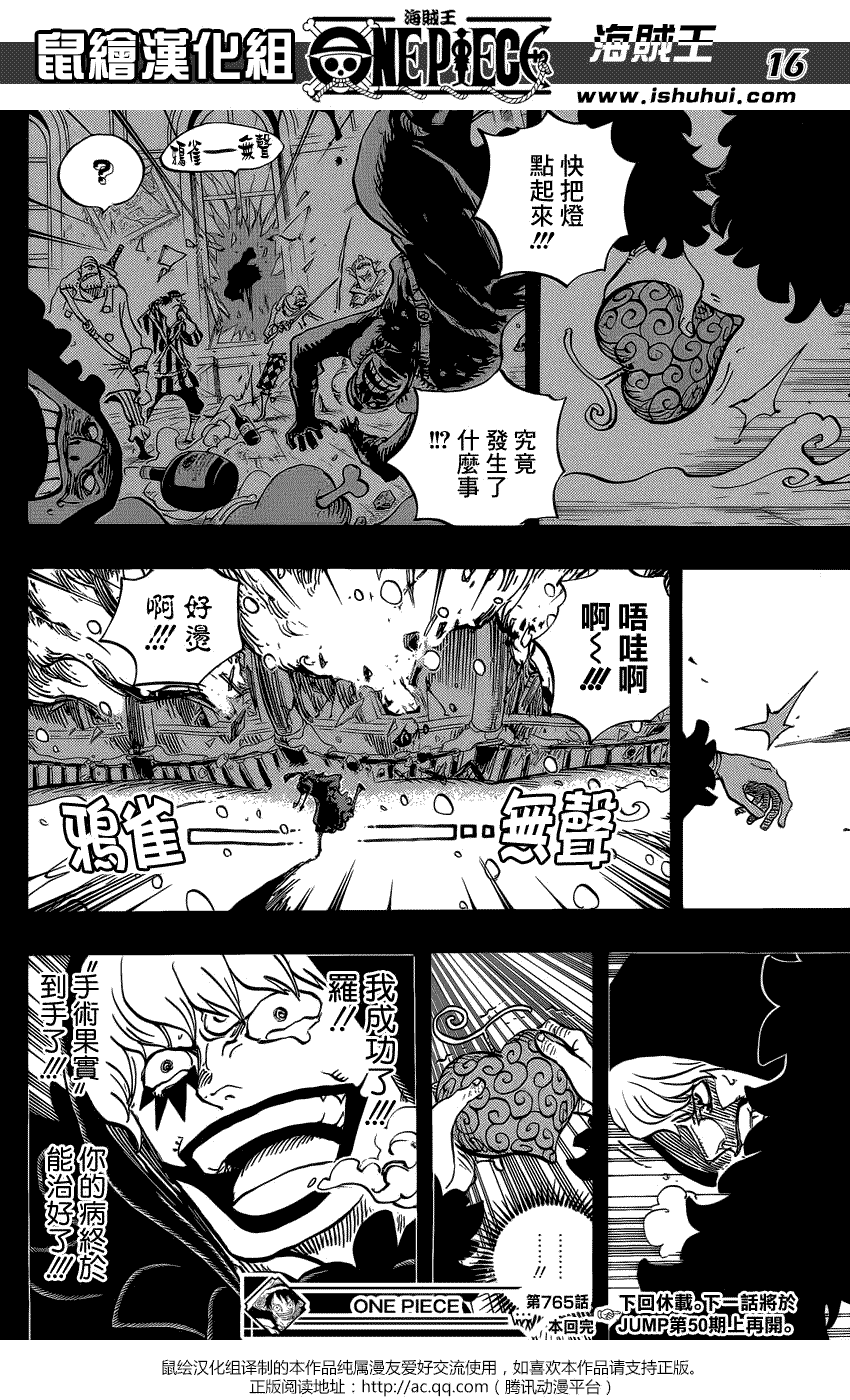 鼠繪漢化組
海賊王
ONE PIECE
海賊王
16
www.ishuhui.com
快把燈
點起來!!!
鴉雀——無聲
?
究竟
發生了
什麼事
!!?
唔哇啊
啊~!!!
好燙
啊!!!
鴉雀
無聲
我成功了!!!
羅!!
“手術果實”
到手了!!!
你的病終於
能治好了!!!
ONE PIECE
第765話
本回完
下回休載。下一話將於
JUMP第50期上再開。
鼠绘汉化组译制的本作品纯属漫友爱好交流使用，如喜欢本作品请支持正版。
正版阅读地址：http://ac.qq.com（腾讯动漫平台）